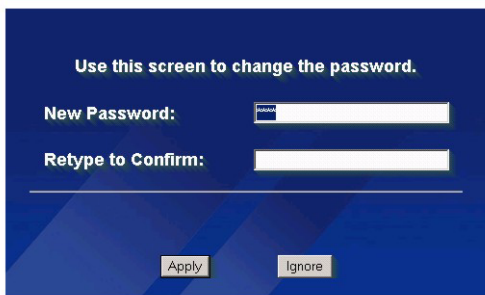 Use this screen to change the password.
New Password:
****
Retype to Confirm:
Apply Ignore